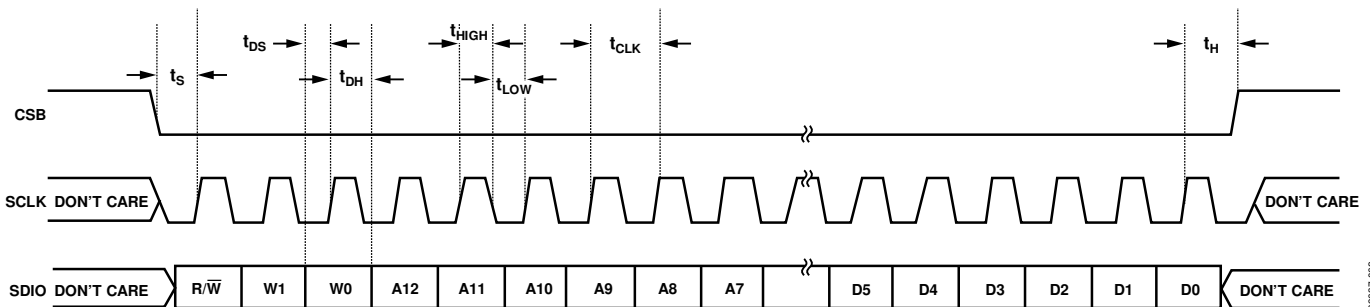 tDS
tHIGH
tCLK
tH
tS
tDH
tLOW
CSB
SCLK DON'T CARE
DON'T CARE
SDIO DON'T CARE R/W̅ W1 W0 A12 A11 A10 A9 A8 A7 D5 D4 D3 D2 D1 D0 DON'T CARE